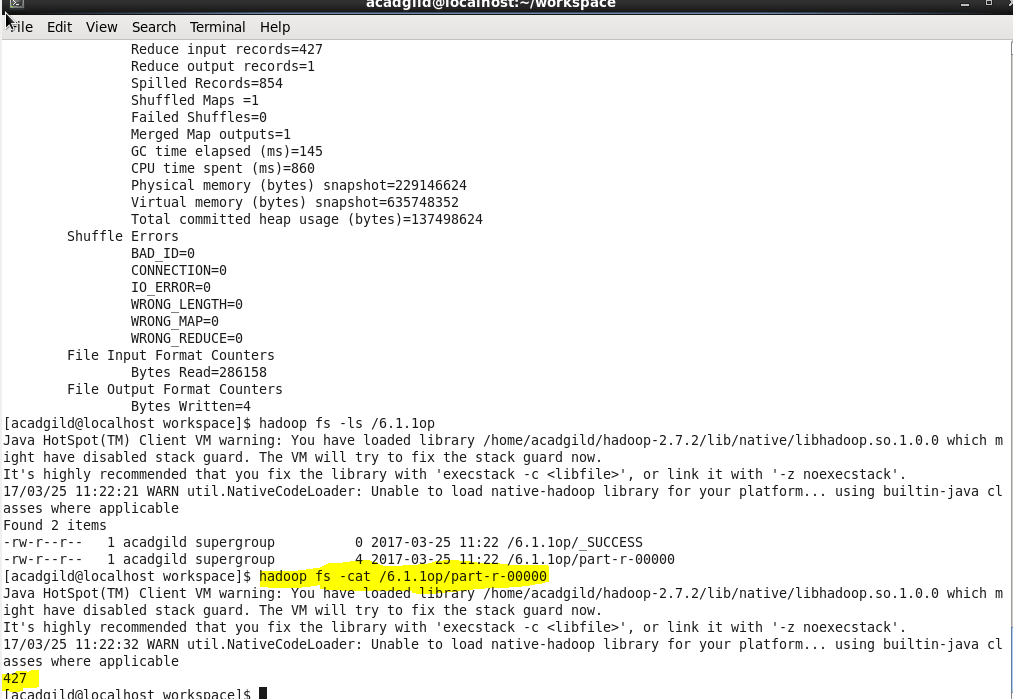 acadgild@localhost:~/workspace
File Edit View Search Terminal Help
Reduce input records=427
Reduce output records=1
Spilled Records=854
Shuffled Maps =1
Failed Shuffles=0
Merged Map outputs=1
GC time elapsed (ms)=145
CPU time spent (ms)=860
Physical memory (bytes) snapshot=229146624
Virtual memory (bytes) snapshot=635748352
Total committed heap usage (bytes)=137498624
Shuffle Errors
BAD_ID=0
CONNECTION=0
IO_ERROR=0
WRONG_LENGTH=0
WRONG_MAP=0
WRONG_REDUCE=0
File Input Format Counters
Bytes Read=286158
File Output Format Counters
Bytes Written=4
[acadgild@localhost workspace]$ hadoop fs -ls /6.1.1op
Java HotSpot(TM) Client VM warning: You have loaded library /home/acadgild/hadoop-2.7.2/lib/native/libhadoop.so.1.0.0 which m
ight have disabled stack guard. The VM will try to fix the stack guard now.
It's highly recommended that you fix the library with 'execstack -c <libfile>', or link it with '-z noexecstack'.
17/03/25 11:22:21 WARN util.NativeCodeLoader: Unable to load native-hadoop library for your platform... using builtin-java cl
asses where applicable
Found 2 items
-rw-r--r-- 1 acadgild supergroup 0 2017-03-25 11:22 /6.1.1op/_SUCCESS
-rw-r--r-- 1 acadgild supergroup 4 2017-03-25 11:22 /6.1.1op/part-r-00000
[acadgild@localhost workspace]$ hadoop fs -cat /6.1.1op/part-r-00000
Java HotSpot(TM) Client VM warning: You have loaded library /home/acadgild/hadoop-2.7.2/lib/native/libhadoop.so.1.0.0 which m
ight have disabled stack guard. The VM will try to fix the stack guard now.
It's highly recommended that you fix the library with 'execstack -c <libfile>', or link it with '-z noexecstack'.
17/03/25 11:22:32 WARN util.NativeCodeLoader: Unable to load native-hadoop library for your platform... using builtin-java cl
asses where applicable
427
[acadgild@localhost workspace]$